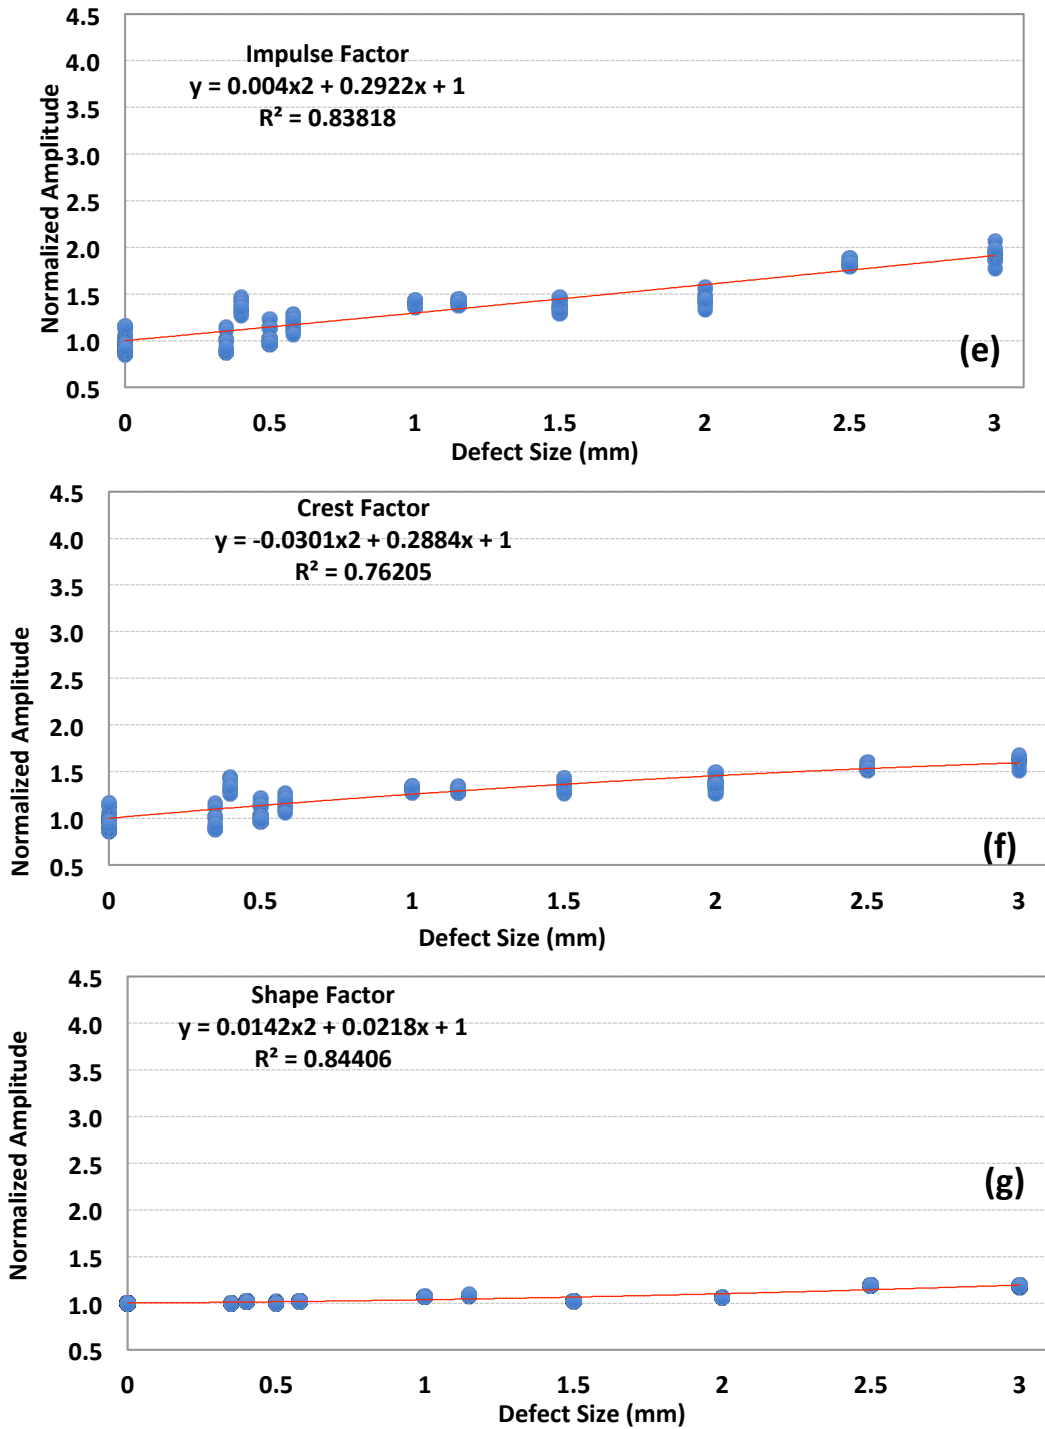 4.5
4.0
3.5
3.0
2.5
2.0
1.5
1.0
0.5
Normalized Amplitude
Impulse Factor
y = 0.004x2 + 0.2922x + 1
R² = 0.83818
(e)
0 0.5 1 1.5 2 2.5 3
Defect Size (mm)
4.5
4.0
3.5
3.0
2.5
2.0
1.5
1.0
0.5
Normalized Amplitude
Crest Factor
y = -0.0301x2 + 0.2884x + 1
R² = 0.76205
(f)
0 0.5 1 1.5 2 2.5 3
Defect Size (mm)
4.5
4.0
3.5
3.0
2.5
2.0
1.5
1.0
0.5
Normalized Amplitude
Shape Factor
y = 0.0142x2 + 0.0218x + 1
R² = 0.84406
(g)
0 0.5 1 1.5 2 2.5 3
Defect Size (mm)